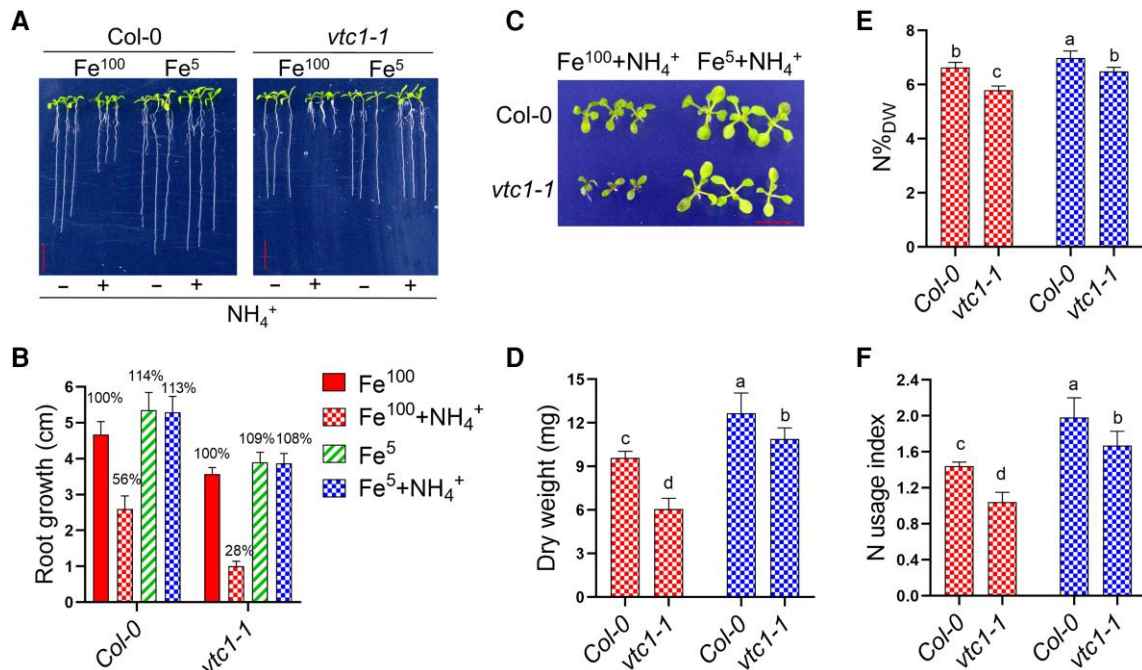 A
Col-0
vtc1-1
Fe¹⁰⁰ Fe⁵
Fe¹⁰⁰ Fe⁵
− + − +
− + − +
NH₄⁺
B
Root growth (cm)
6
5
4
3
2
1
0
100%
56%
114%
113%
100%
28%
109%
108%
Col-0
vtc1-1
Fe¹⁰⁰
Fe¹⁰⁰+NH₄⁺
Fe⁵
Fe⁵+NH₄⁺
C
Fe¹⁰⁰+NH₄⁺ Fe⁵+NH₄⁺
Col-0
vtc1-1
D
Dry weight (mg)
15
12
9
6
3
0
c
d
a
b
Col-0
vtc1-1
Col-0
vtc1-1
E
N%DW
8
6
4
2
0
b
c
a
b
Col-0
vtc1-1
Col-0
vtc1-1
F
N usage index
2.4
2.0
1.6
1.2
0.8
0.4
0.0
c
d
a
b
Col-0
vtc1-1
Col-0
vtc1-1